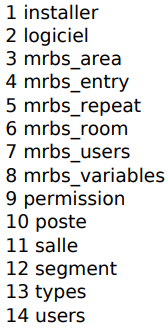 1 installer
2 logiciel
3 mrbs_area
4 mrbs_entry
5 mrbs_repeat
6 mrbs_room
7 mrbs_users
8 mrbs_variables
9 permission
10 poste
11 salle
12 segment
13 types
14 users